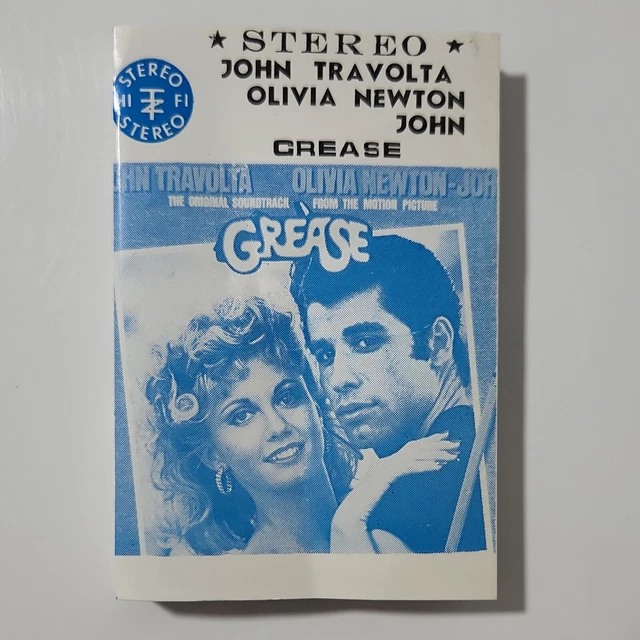 ★ STEREO ★
JOHN TRAVOLTA
OLIVIA NEWTON
JOHN
GREASE
STEREO
HI FI
STEREO
HN TRAVOLTA OLIVIA NEWTON-JOH
THE ORIGINAL SOUNDTRACK FROM THE MOTION PICTURE
GREASE